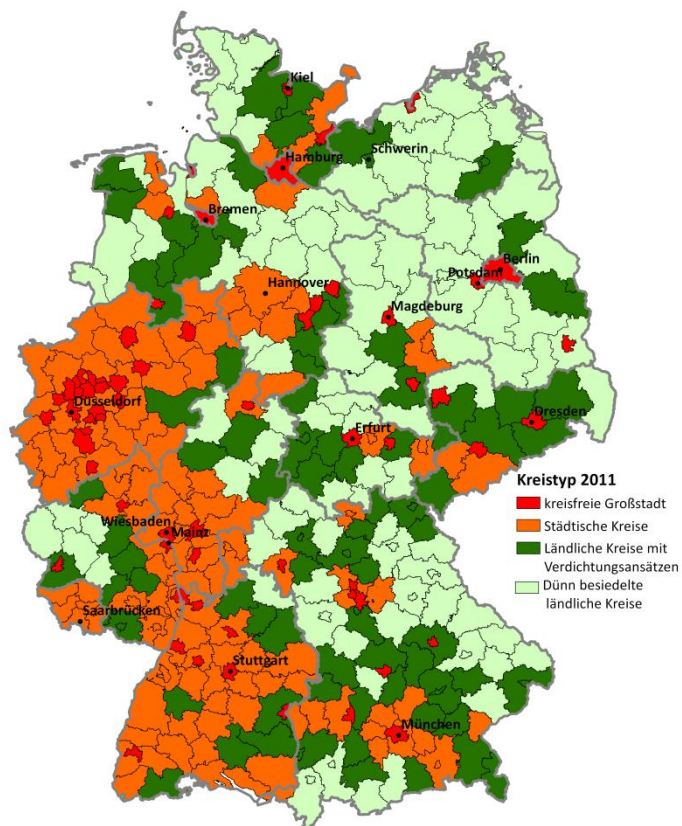 Kiel
Hamburg
Schwerin
Bremen
Berlin
Potsdam
Hannover
Magdeburg
Düsseldorf
Dresden
Erfurt
Kreistyp 2011
kreisfreie Großstadt
Städtische Kreise
Ländliche Kreise mit
Verdichtungsansätzen
Dünn besiedelte
ländliche Kreise
Wiesbaden
Mainz
Saarbrücken
Stuttgart
München